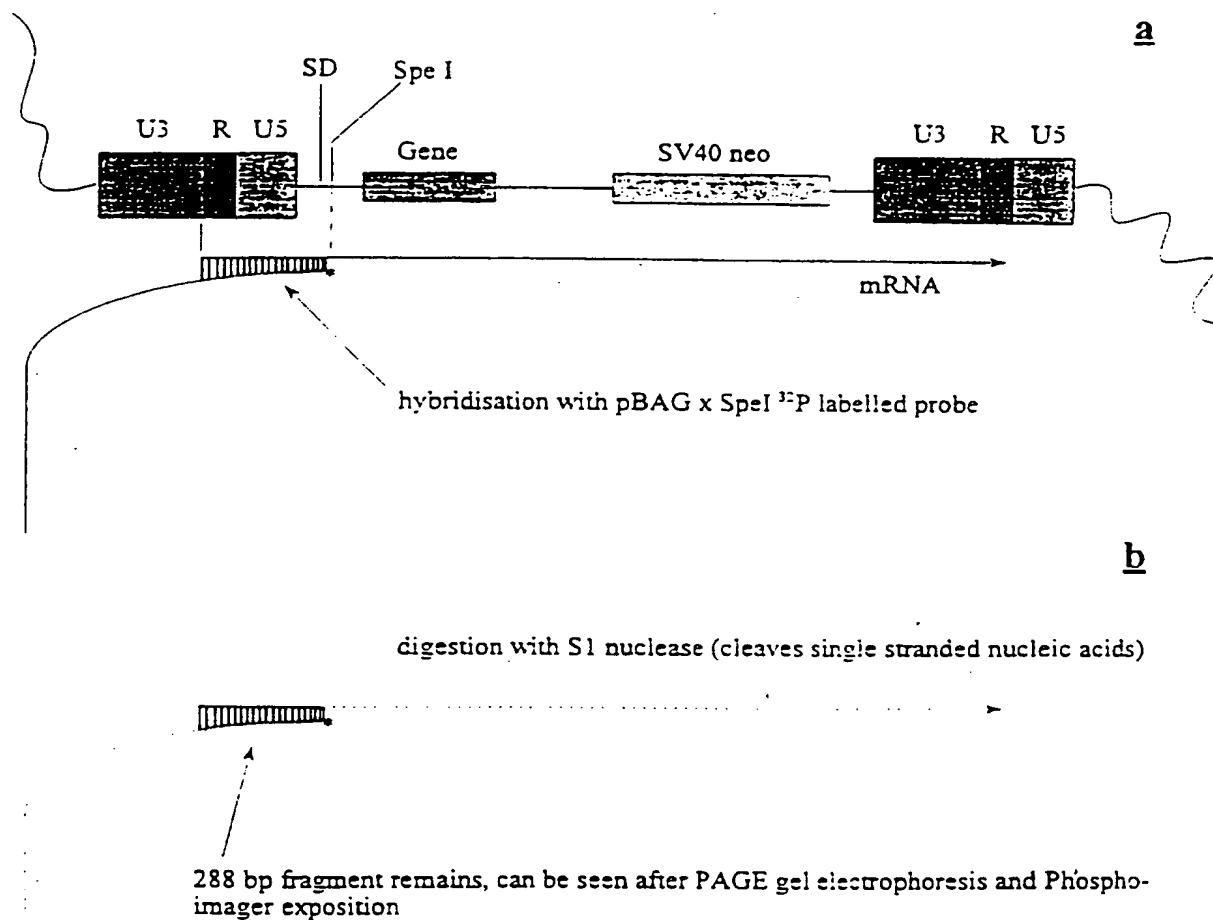 a
SD
Spe I
U3 R U5
Gene
SV40 neo
U3 R U5
mRNA
hybridisation with pBAG x SpeI ³²P labelled probe
b
digestion with S1 nuclease (cleaves single stranded nucleic acids)
288 bp fragment remains, can be seen after PAGE gel electrophoresis and Phospho-
imager exposition